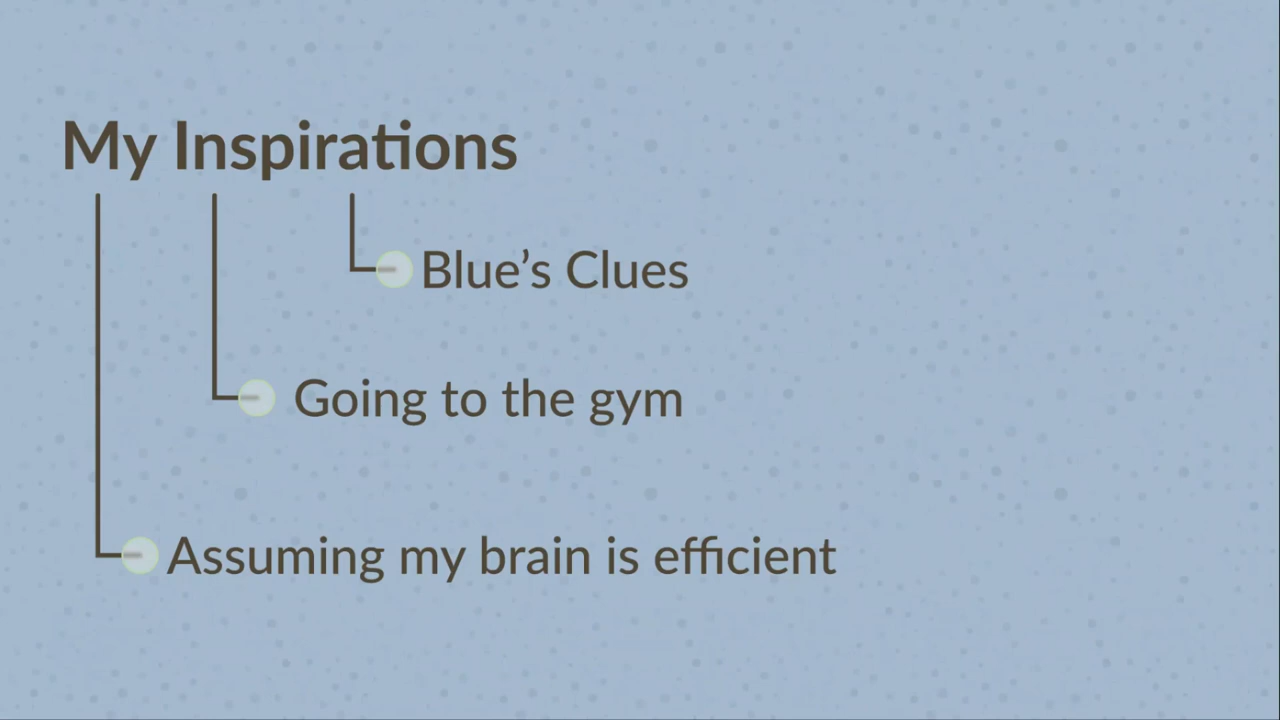 My Inspirations
Blue’s Clues
Going to the gym
Assuming my brain is efficient